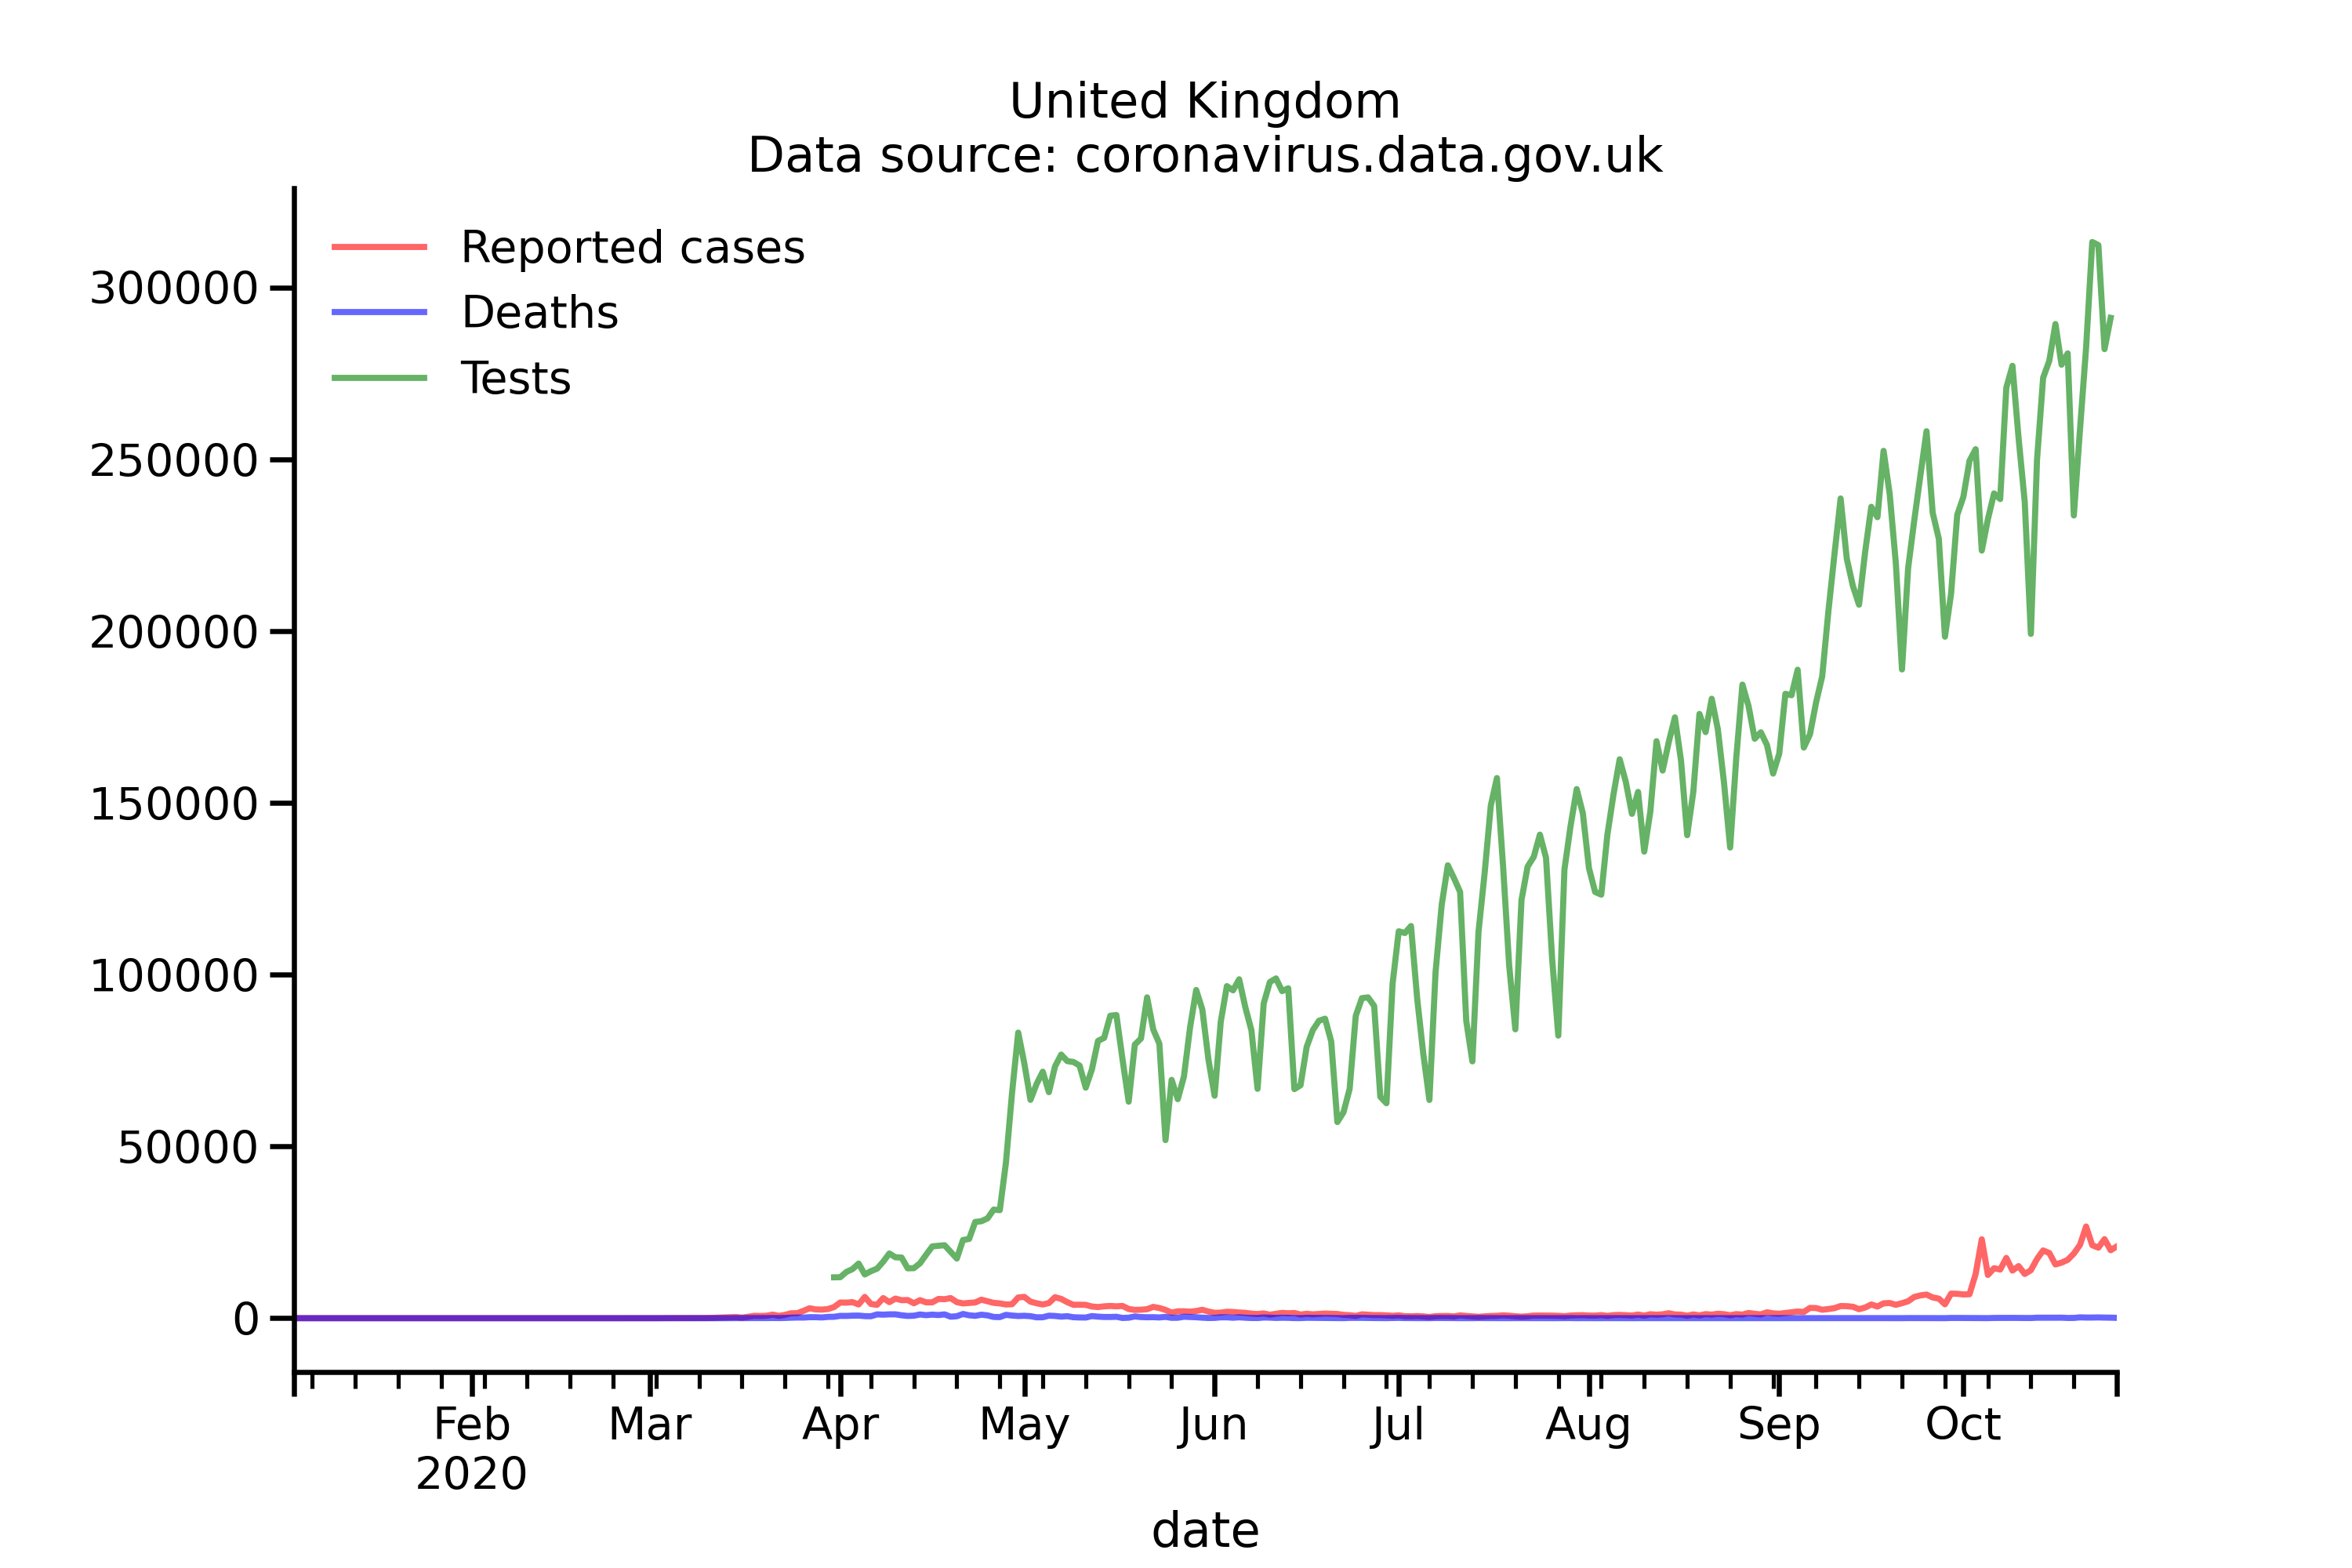 United Kingdom
Data source: coronavirus.data.gov.uk
Reported cases
Deaths
Tests
300000
250000
200000
150000
100000
50000
0
Feb Mar Apr May Jun Jul Aug Sep Oct
2020
date